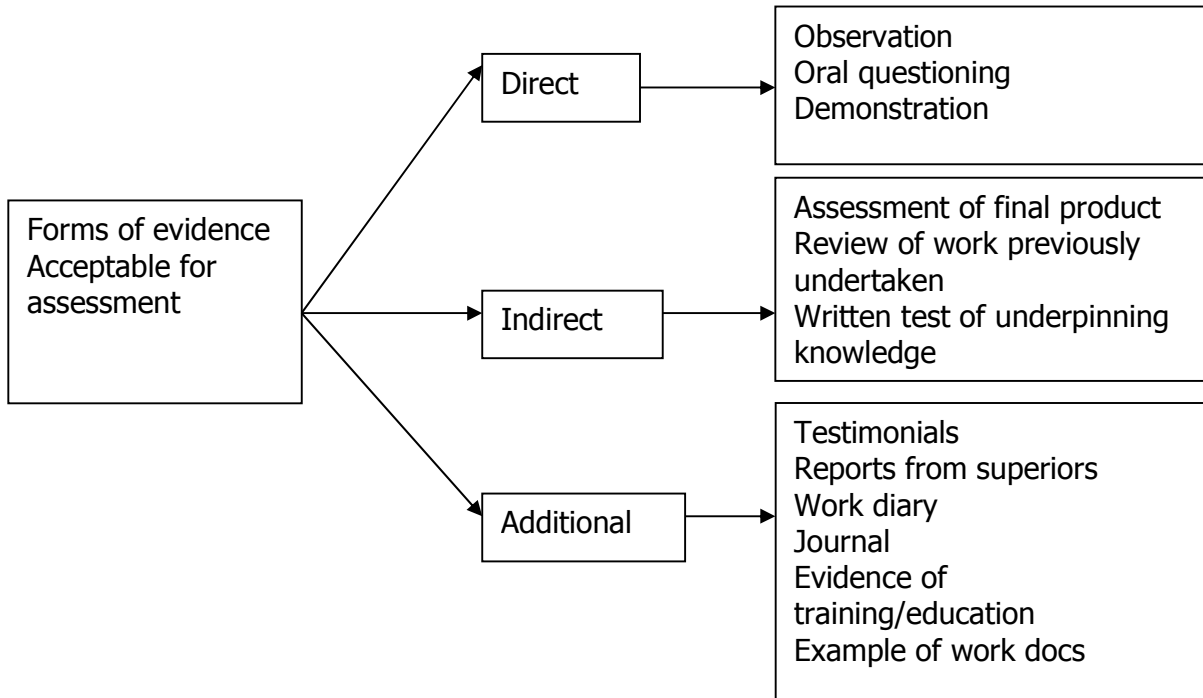 Forms of evidence
Acceptable for
assessment
Direct
Observation
Oral questioning
Demonstration
Indirect
Assessment of final product
Review of work previously
undertaken
Written test of underpinning
knowledge
Additional
Testimonials
Reports from superiors
Work diary
Journal
Evidence of
training/education
Example of work docs